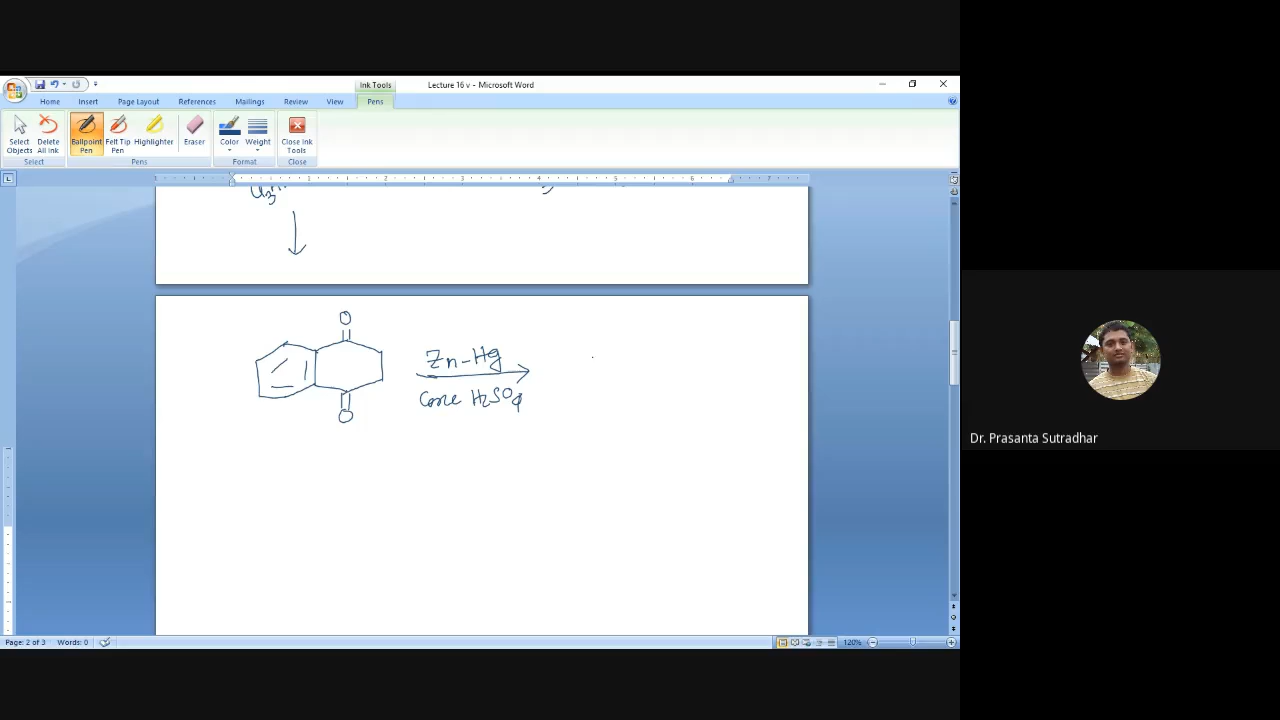 Ink Tools
Lecture 16 v - Microsoft Word
Home Insert Page Layout References Mailings Review View Pens
Select Objects
Delete All Ink
Ballpoint Pen
Felt Tip Pen
Highlighter
Eraser
Color
Weight
Close Ink Tools
Select
Pens
Format
Close
O
Zn-Hg
Conc H2SO4
O
Dr. Prasanta Sutradhar
Page: 2 of 3 Words: 0
120%